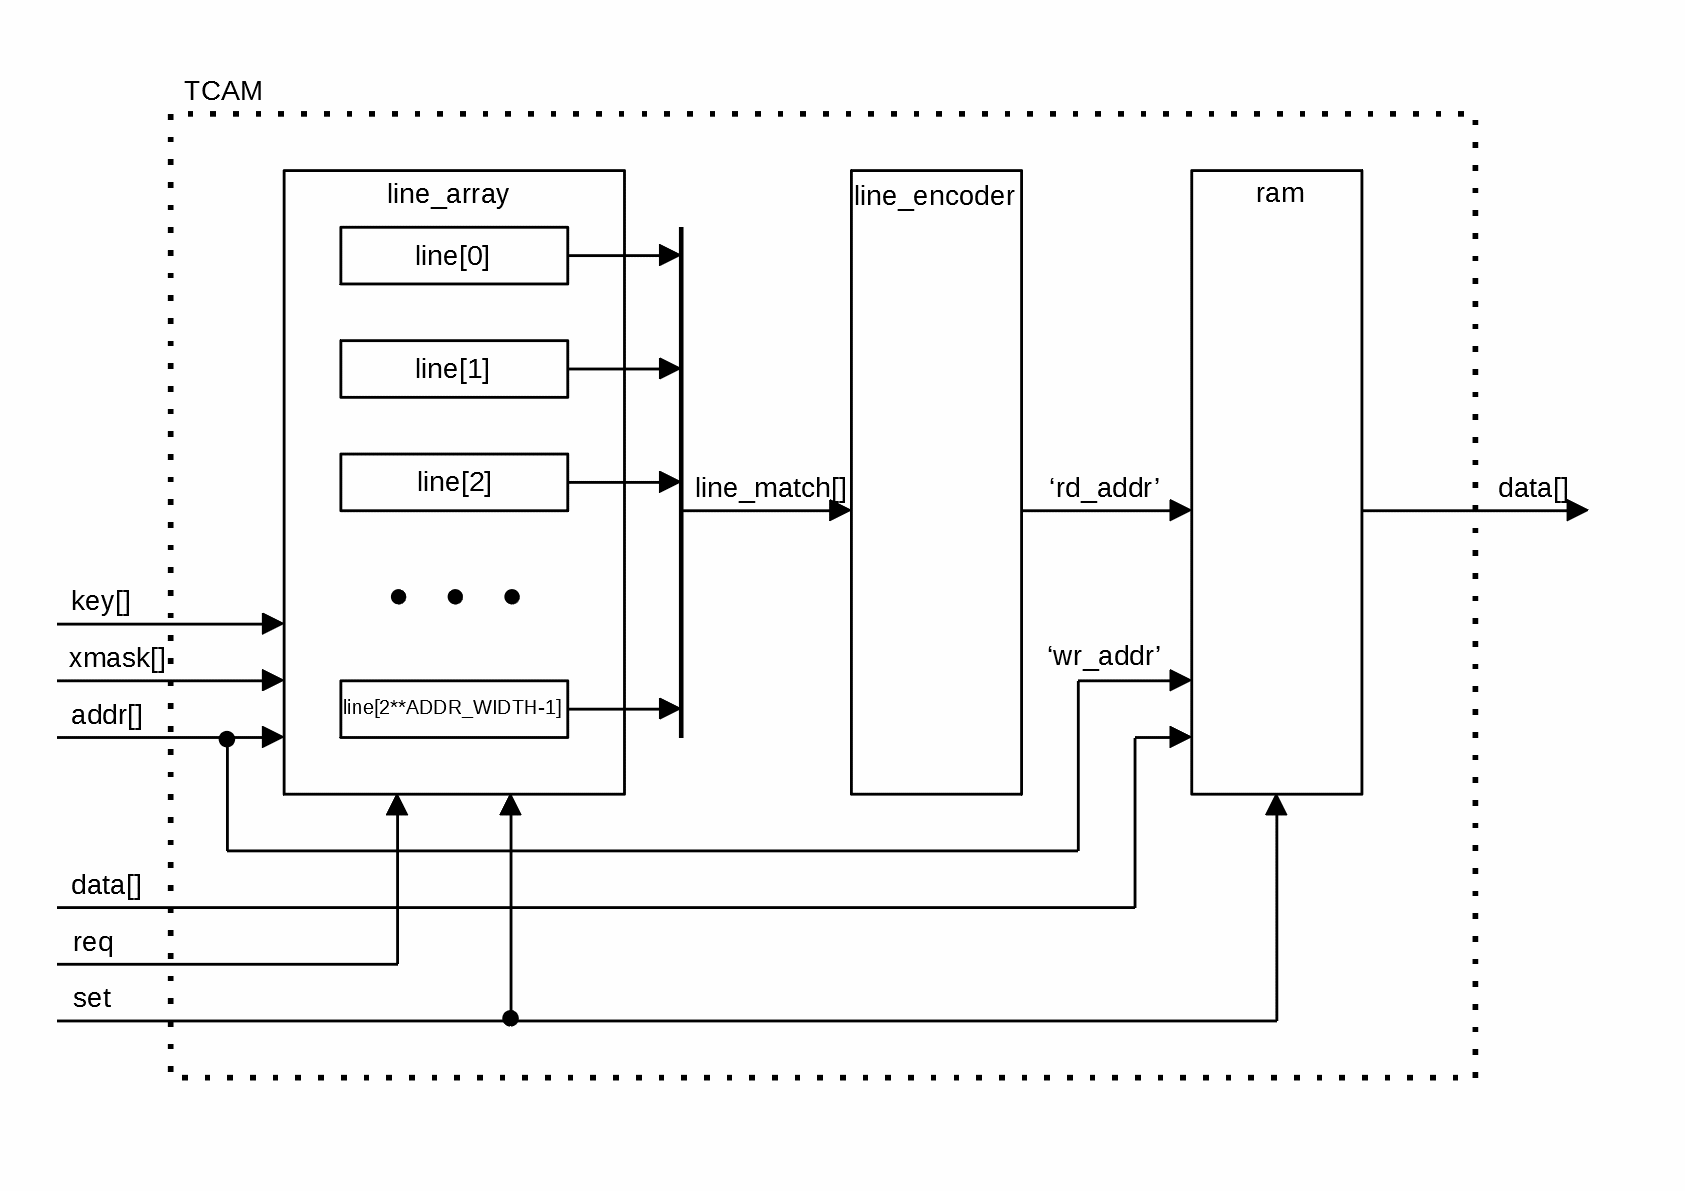 TCAM
line_array
line_encoder
ram
line[0]
line[1]
line[2]
line_match[]
‘rd_addr’
data[]
key[]
xmask[]
‘wr_addr’
addr[]
line[2**ADDR_WIDTH-1]
data[]
req
set